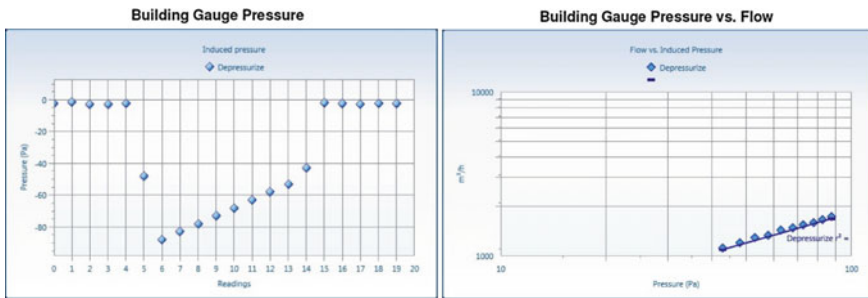 Building Gauge Pressure
Induced pressure
Depressurize
Pressure (Pa)
0
-20
-40
-60
-80
0 1 2 3 4 5 6 7 8 9 10 11 12 13 14 15 16 17 18 19 20
Readings
Building Gauge Pressure vs. Flow
Flow vs. Induced Pressure
Depressurize
m³/h
10000
1000
Depressurize r² =
10 100
Pressure (Pa)